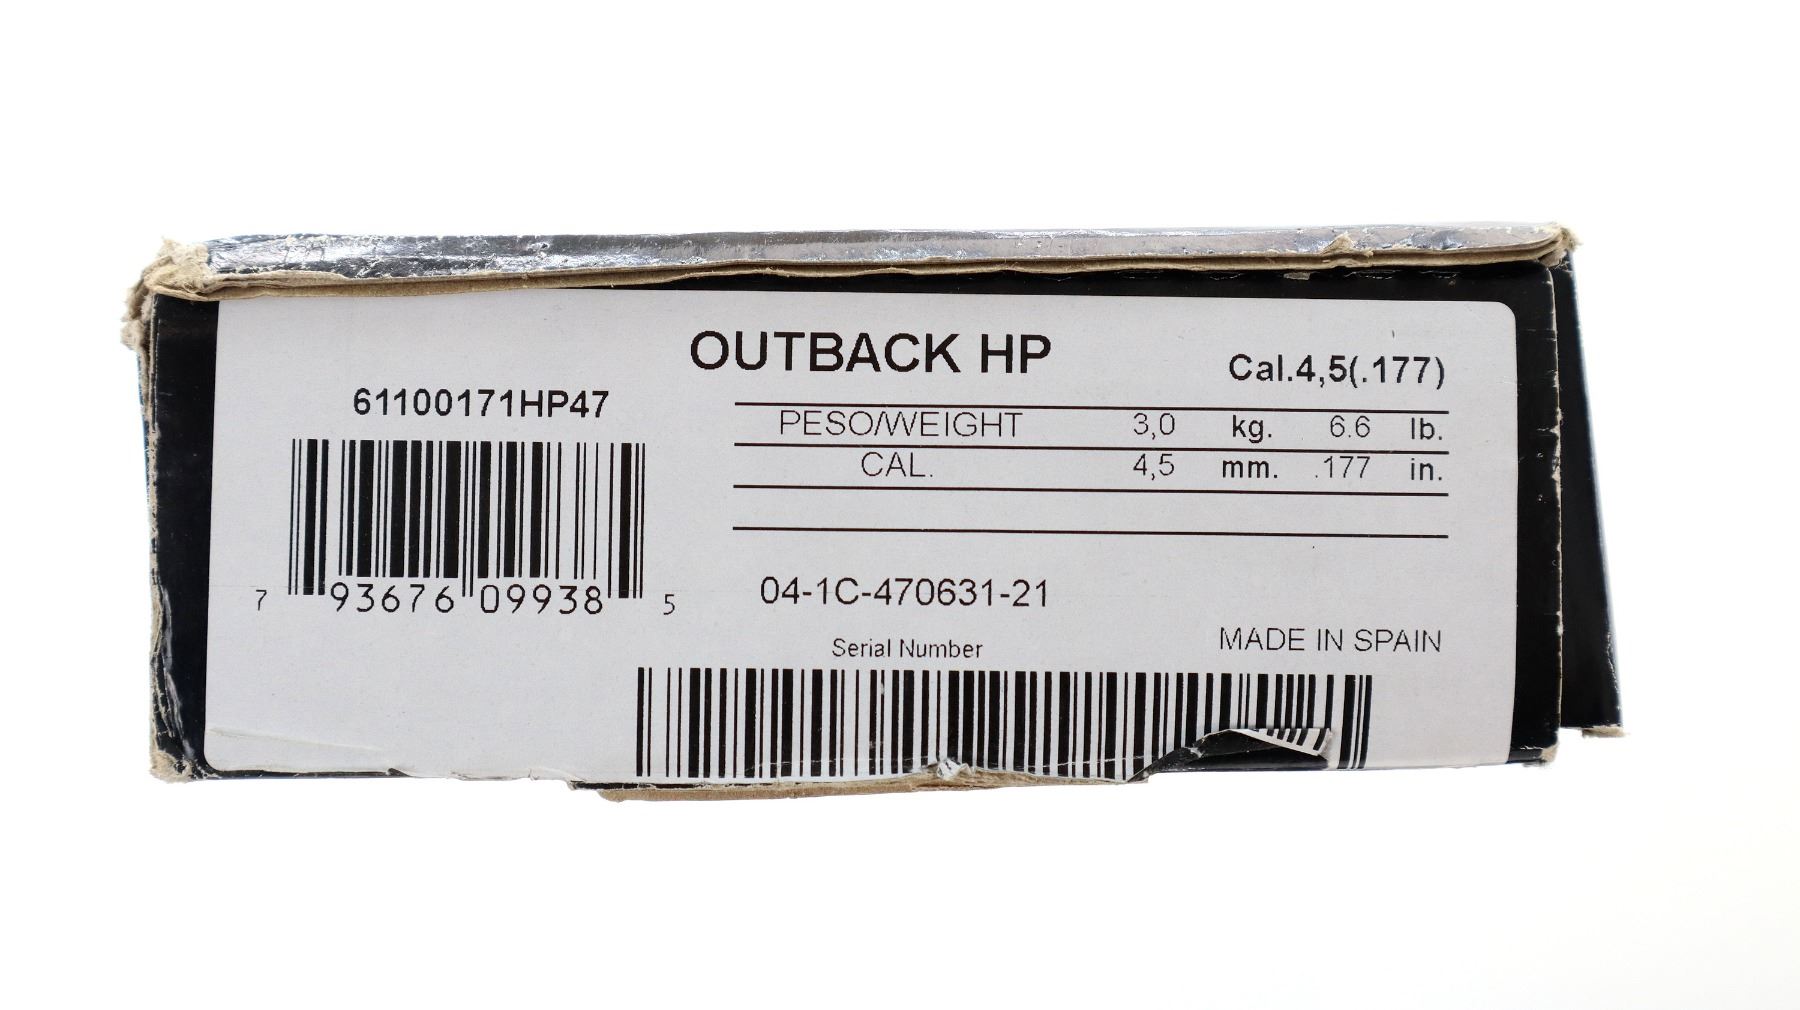 OUTBACK HP
Cal.4,5(.177)
61100171HP47
PESO/WEIGHT 3,0 kg. 6.6 lb.
CAL. 4,5 mm. .177 in.
7 93676 09938 5
04-1C-470631-21
Serial Number
MADE IN SPAIN